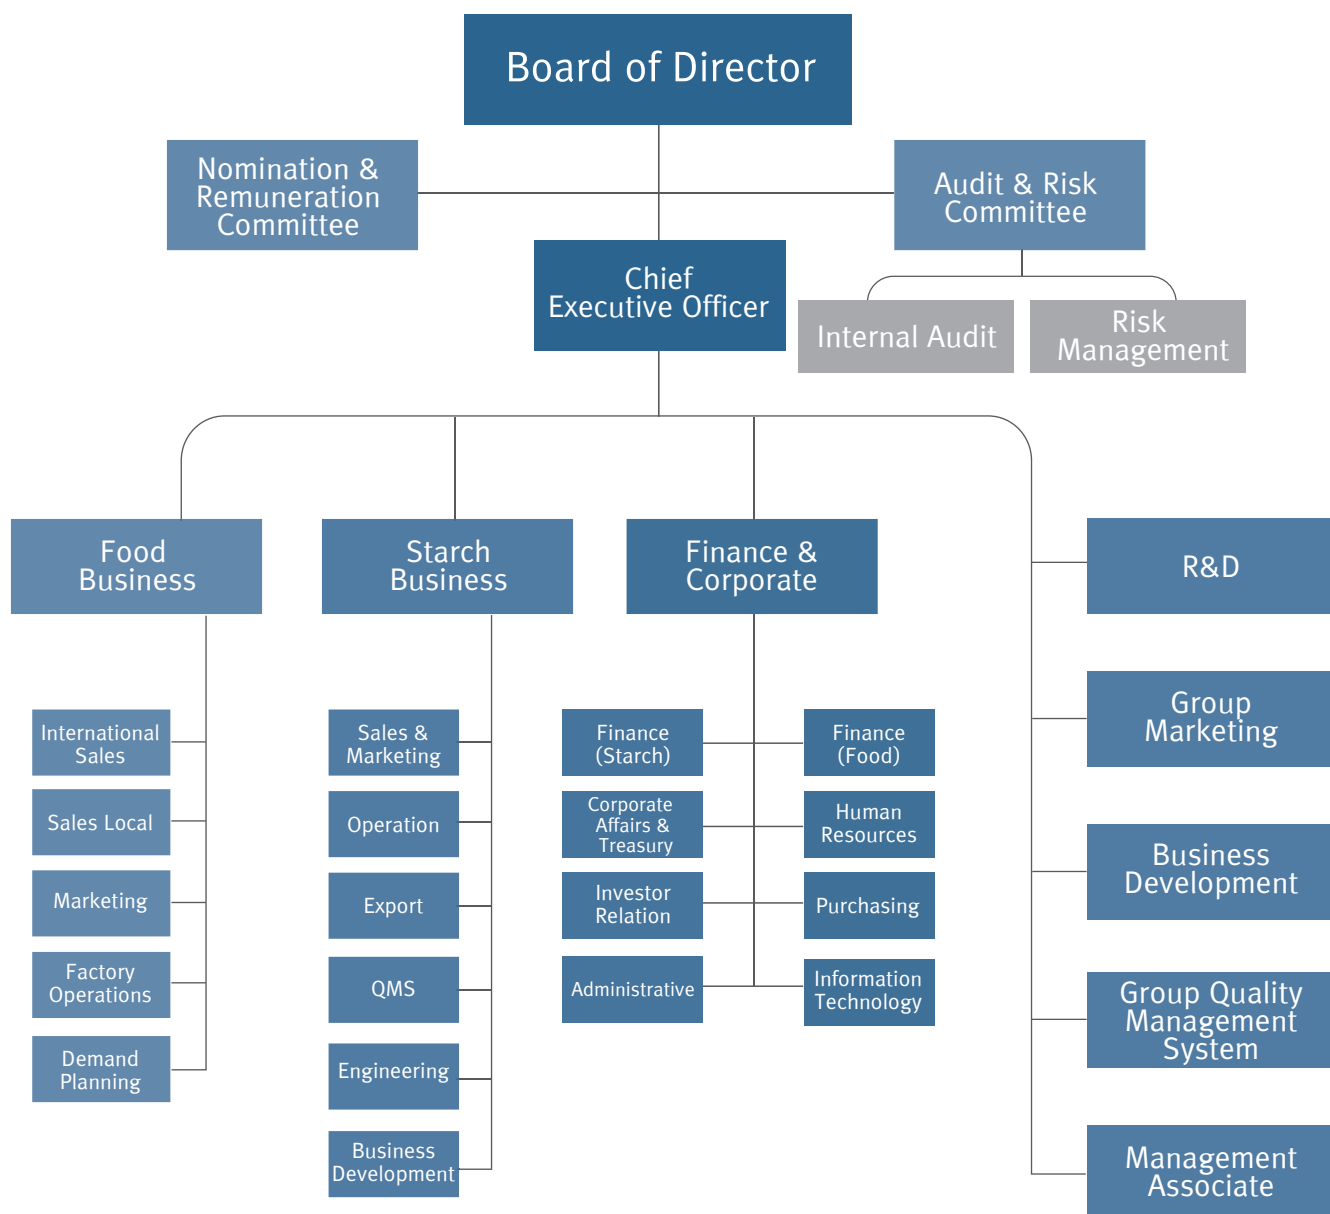 Board of Director
Nomination &
Remuneration
Committee
Audit & Risk
Committee
Chief
Executive Officer
Internal Audit
Risk
Management
Food
Business
Starch
Business
Finance &
Corporate
R&D
Group
Marketing
Business
Development
Group Quality
Management
System
Management
Associate
International
Sales
Sales Local
Marketing
Factory
Operations
Demand
Planning
Sales &
Marketing
Operation
Export
QMS
Engineering
Business
Development
Finance
(Starch)
Finance
(Food)
Corporate
Affairs &
Treasury
Human
Resources
Investor
Relation
Purchasing
Administrative
Information
Technology